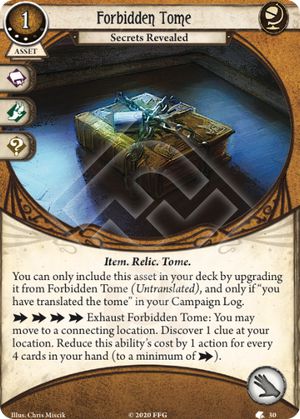 1
Forbidden Tome
ASSET
Secrets Revealed
?
Item. Relic. Tome.
You can only include this asset in your deck by upgrading
it from Forbidden Tome (Untranslated), and only if “you
have translated the tome” in your Campaign Log.
Exhaust Forbidden Tome: You may
move to a connecting location. Discover 1 clue at your
location. Reduce this ability’s cost by 1 action for every
4 cards in your hand (to a minimum of ).
Illus. Chris Miscik
© 2020 FFG
30